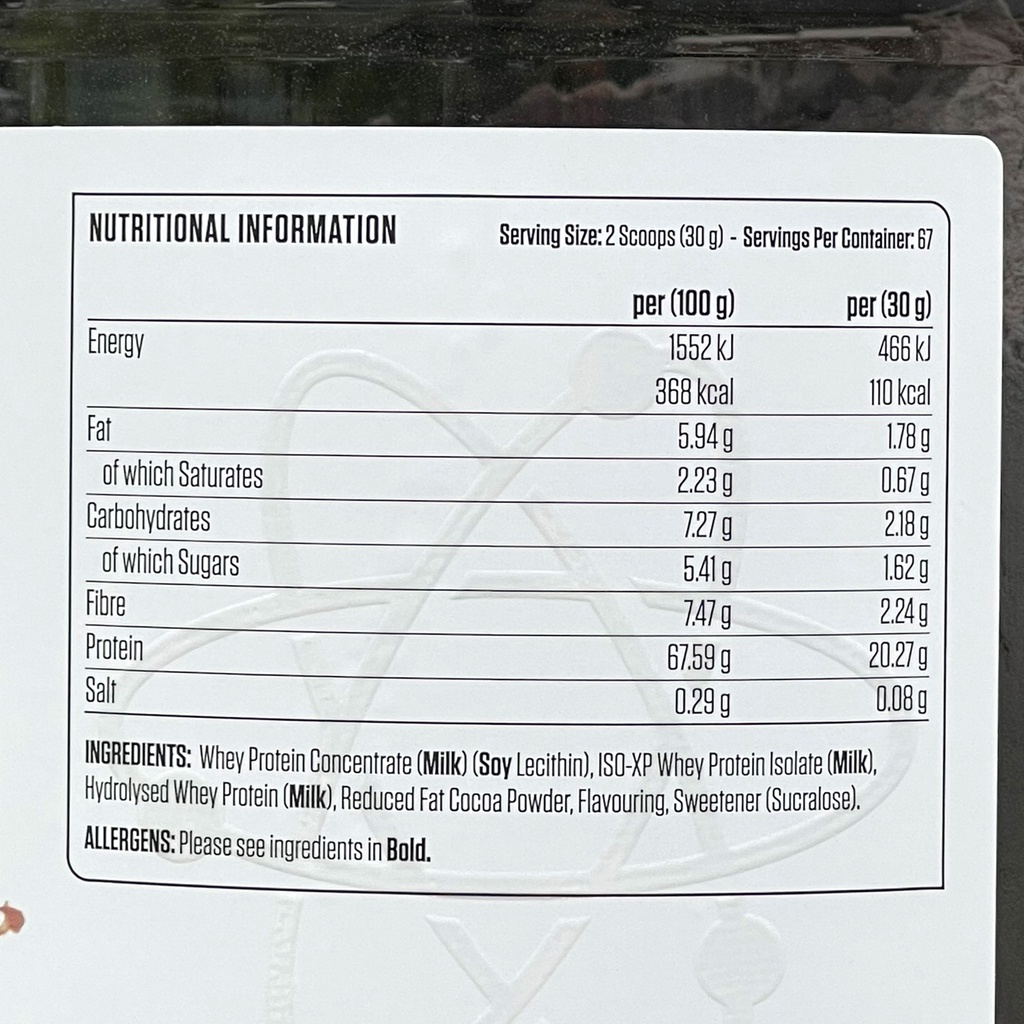 NUTRITIONAL INFORMATION Serving Size: 2 Scoops (30 g) - Servings Per Container: 67
per (100 g) per (30 g)
Energy 1552 kJ 466 kJ
368 kcal 110 kcal
Fat 5.94 g 1.78 g
of which Saturates 2.23 g 0.67 g
Carbohydrates 7.27 g 2.18 g
of which Sugars 5.41 g 1.62 g
Fibre 7.47 g 2.24 g
Protein 67.59 g 20.27 g
Salt 0.29 g 0.08 g
INGREDIENTS: Whey Protein Concentrate (Milk) (Soy Lecithin), ISO-XP Whey Protein Isolate (Milk),
Hydrolysed Whey Protein (Milk), Reduced Fat Cocoa Powder, Flavouring, Sweetener (Sucralose).
ALLERGENS: Please see ingredients in Bold.